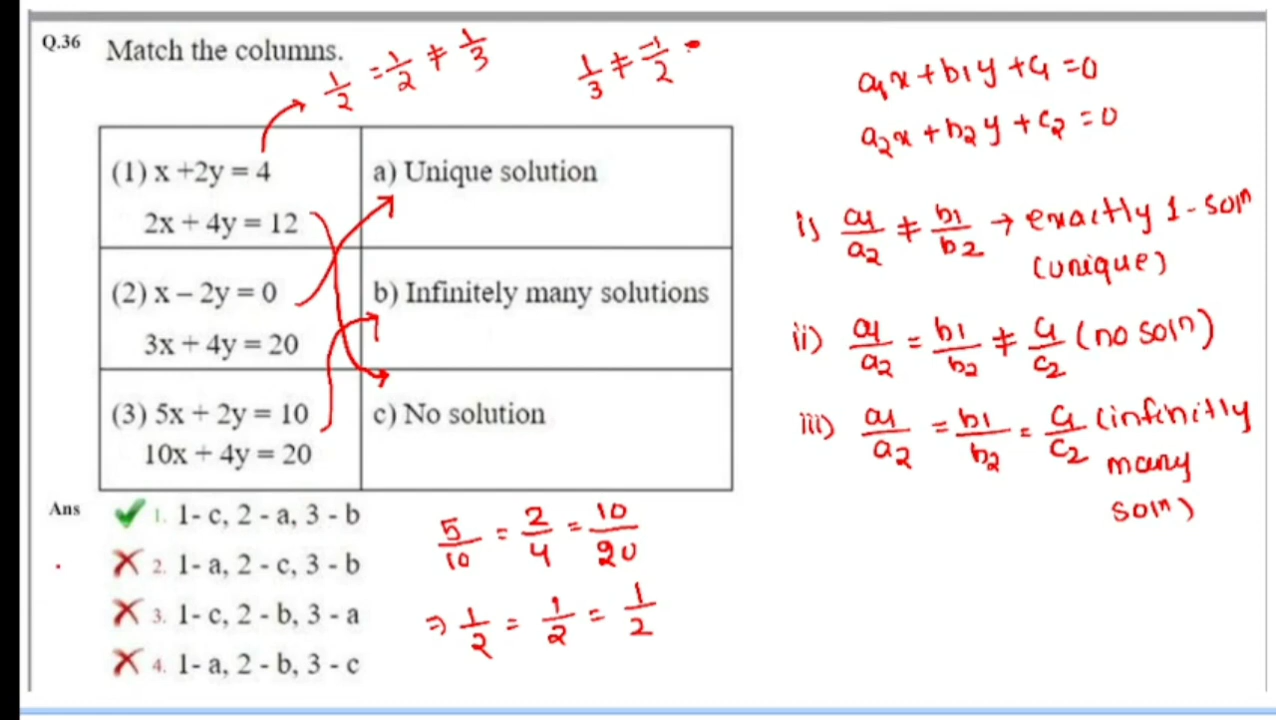 Q.36 Match the columns.
1/2 = 1/2 ≠ 1/3
1/3 ≠ -1/2
(1) x +2y = 4
2x + 4y = 12
a) Unique solution
(2) x – 2y = 0
3x + 4y = 20
b) Infinitely many solutions
(3) 5x + 2y = 10
10x + 4y = 20
c) No solution
Ans
1. 1- c, 2 - a, 3 - b
2. 1- a, 2 - c, 3 - b
3. 1- c, 2 - b, 3 - a
4. 1- a, 2 - b, 3 - c
5/10 = 2/4 = 10/20
⇒ 1/2 = 1/2 = 1/2
a1x + b1y + c1 = 0
a2x + b2y + c2 = 0
i) a1/a2 ≠ b1/b2 → exactly 1 - soln
(unique)
ii) a1/a2 = b1/b2 ≠ c1/c2 (no soln)
iii) a1/a2 = b1/b2 = c1/c2 (infinitly
many
soln)